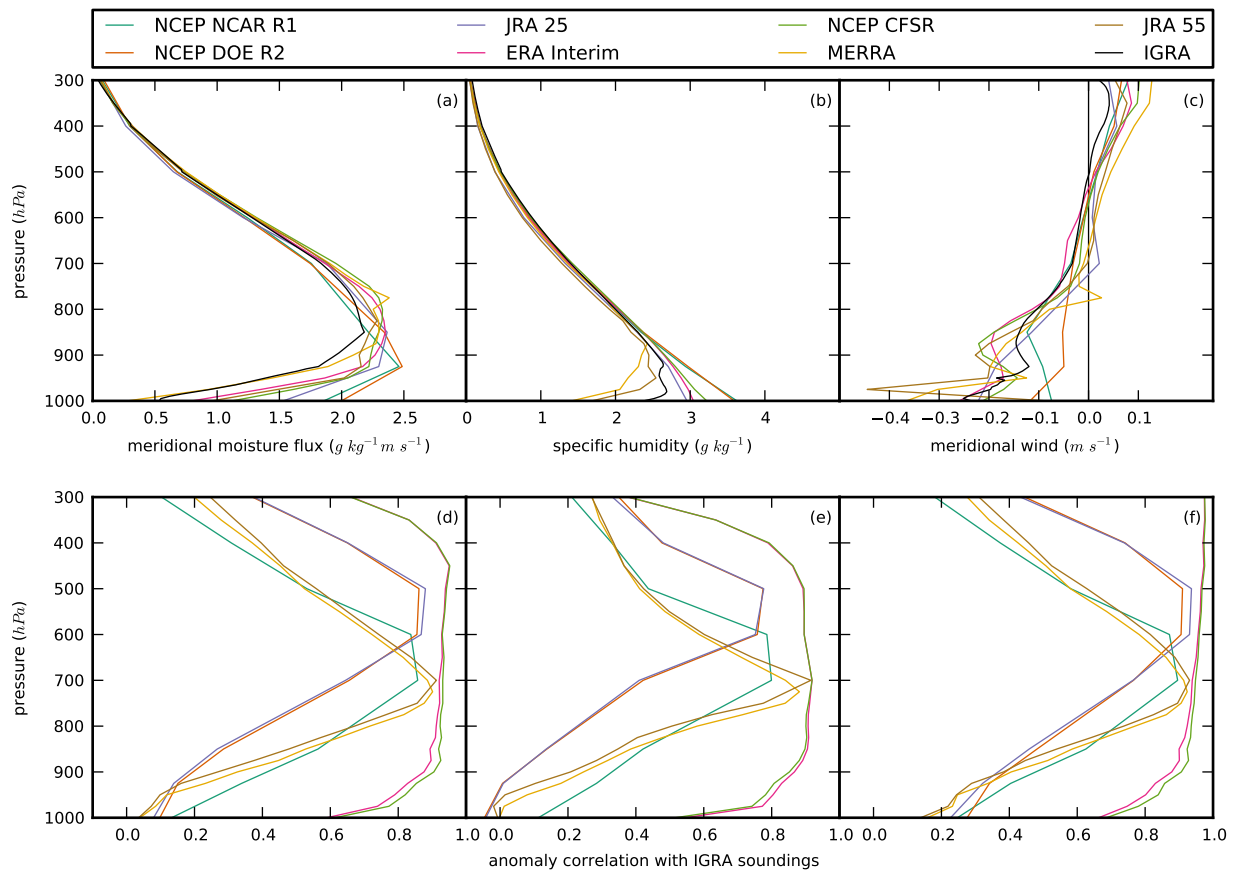 NCEP NCAR R1 JRA 25 NCEP CFSR JRA 55
NCEP DOE R2 ERA Interim MERRA IGRA
300 (a) (b) (c)
400
500
600
700
800
900
1000
pressure (hPa)
0.0 0.5 1.0 1.5 2.0 2.5 0 1 2 3 4 −0.4 −0.3 −0.2 −0.1 0.0 0.1
meridional moisture flux (g kg⁻¹m s⁻¹) specific humidity (g kg⁻¹) meridional wind (m s⁻¹)
300 (d) (e) (f)
400
500
600
700
800
900
1000
pressure (hPa)
0.0 0.2 0.4 0.6 0.8 1.0 0.0 0.2 0.4 0.6 0.8 1.0 0.0 0.2 0.4 0.6 0.8 1.0
anomaly correlation with IGRA soundings